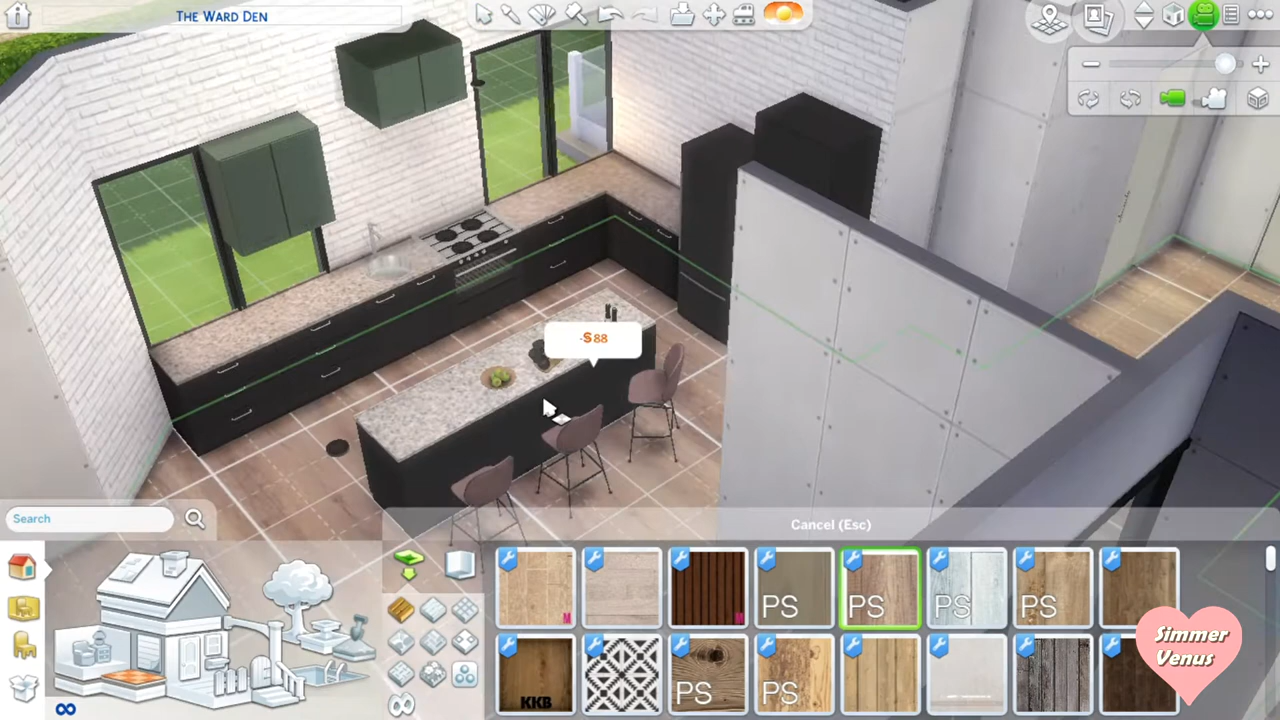 THE WARD DEN
-$88
Search
Cancel (Esc)
M
M
PS
PS
PS
PS
KKB
PS
PS
Simmer
Venus